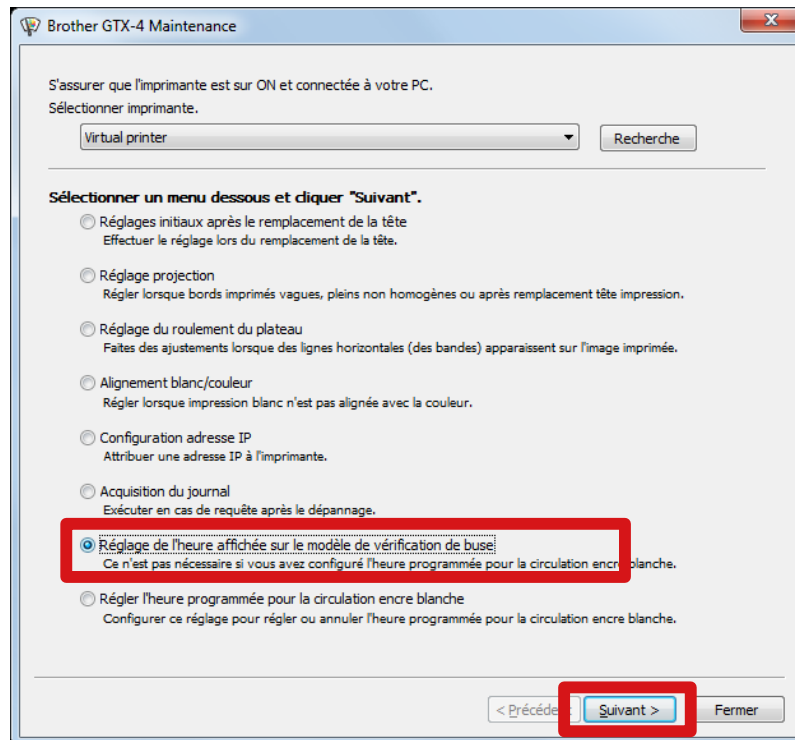 Brother GTX-4 Maintenance
S'assurer que l'imprimante est sur ON et connectée à votre PC.
Sélectionner imprimante.
Virtual printer
Recherche
Sélectionner un menu dessous et cliquer "Suivant".
Réglages initiaux après le remplacement de la tête
Effectuer le réglage lors du remplacement de la tête.
Réglage projection
Régler lorsque bords imprimés vagues, pleins non homogènes ou après remplacement tête impression.
Réglage du roulement du plateau
Faites des ajustements lorsque des lignes horizontales (des bandes) apparaissent sur l'image imprimée.
Alignement blanc/couleur
Régler lorsque impression blanc n'est pas alignée avec la couleur.
Configuration adresse IP
Attribuer une adresse IP à l'imprimante.
Acquisition du journal
Exécuter en cas de requête après le dépannage.
Réglage de l'heure affichée sur le modèle de vérification de buse
Ce n'est pas nécessaire si vous avez configuré l'heure programmée pour la circulation encre blanche.
Régler l'heure programmée pour la circulation encre blanche
Configurer ce réglage pour régler ou annuler l'heure programmée pour la circulation encre blanche.
< Précéde Suivant > Fermer